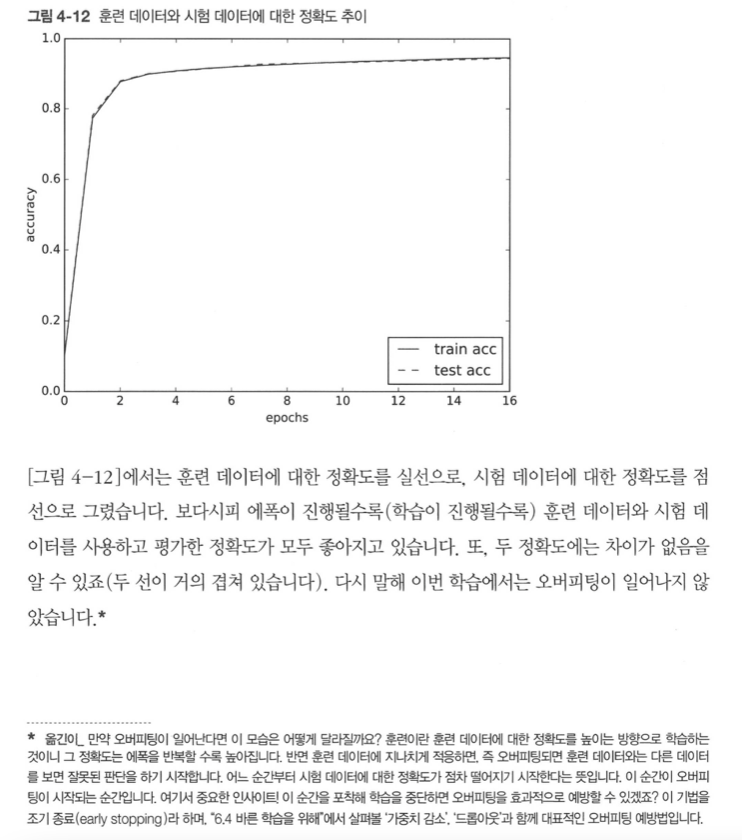 그림 4-12 훈련 데이터와 시험 데이터에 대한 정확도 추이
1.0
0.8
0.6
0.4
0.2
0.0
accuracy
0 2 4 6 8 10 12 14 16
epochs
train acc
test acc
[그림 4-12]에서는 훈련 데이터에 대한 정확도를 실선으로, 시험 데이터에 대한 정확도를 점
선으로 그렸습니다. 보다시피 에폭이 진행될수록(학습이 진행될수록) 훈련 데이터와 시험 데
이터를 사용하고 평가한 정확도가 모두 좋아지고 있습니다. 또, 두 정확도에는 차이가 없음을
알 수 있죠(두 선이 거의 겹쳐 있습니다). 다시 말해 이번 학습에서는 오버피팅이 일어나지 않
았습니다.*
* 옮긴이_ 만약 오버피팅이 일어난다면 이 모습은 어떻게 달라질까요? 훈련이란 훈련 데이터에 대한 정확도를 높이는 방향으로 학습하는
것이니 그 정확도는 에폭을 반복할 수록 높아집니다. 반면 훈련 데이터에 지나치게 적응하면, 즉 오버피팅되면 훈련 데이터와는 다른 데이터
를 보면 잘못된 판단을 하기 시작합니다. 어느 순간부터 시험 데이터에 대한 정확도가 점차 떨어지기 시작한다는 뜻입니다. 이 순간이 오버피
팅이 시작되는 순간입니다. 여기서 중요한 인사이트! 이 순간을 포착해 학습을 중단하면 오버피팅을 효과적으로 예방할 수 있겠죠? 이 기법을
조기 종료(early stopping)라 하며, “6.4 바른 학습을 위해”에서 살펴볼 ‘가중치 감소’, ‘드롭아웃’과 함께 대표적인 오버피팅 예방법입니다.